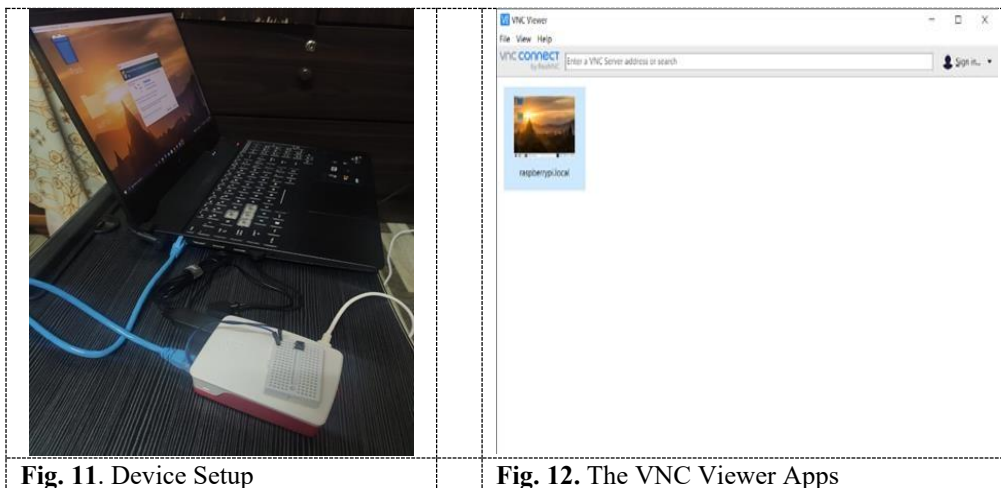 VNC Viewer
File View Help
VNC CONNECT
by RealVNC
Enter a VNC Server address or search
Sign in...
raspberrypi.local
Fig. 11. Device Setup
Fig. 12. The VNC Viewer Apps